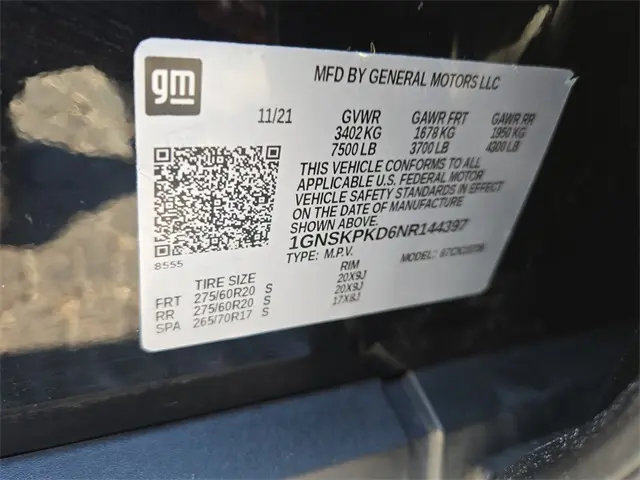 gm
MFD BY GENERAL MOTORS LLC
11/21 GVWR GAWR FRT GAWR RR
3402 KG 1678 KG 1950 KG
7500 LB 3700 LB 4300 LB
THIS VEHICLE CONFORMS TO ALL
APPLICABLE U.S. FEDERAL MOTOR
VEHICLE SAFETY STANDARDS IN EFFECT
ON THE DATE OF MANUFACTURE
SHOWN ABOVE.
1GNSKPKD6NR144397
TYPE: M.P.V. MODEL:
8555
TIRE SIZE RIM
FRT 275/60R20 S 20X9J
RR 275/60R20 S 20X9J
SPA 265/70R17 S 17X8J